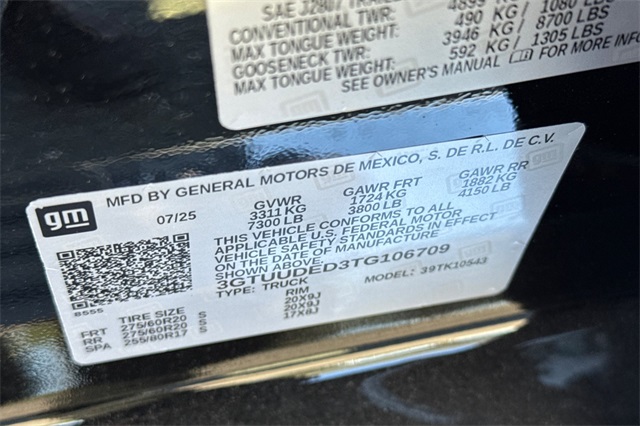 SAE J2807
CONVENTIONAL TWR: 490 KG / 1080 LBS
MAX TONGUE WEIGHT: 3946 KG / 8700 LBS
GOOSENECK TWR: 592 KG / 1305 LBS
MAX TONGUE WEIGHT:
SEE OWNER'S MANUAL FOR MORE INFO
MFD BY GENERAL MOTORS DE MEXICO, S. DE R.L. DE C.V.
gm
07/25 GVWR GAWR FRT GAWR RR
3311 KG 1724 KG 1882 KG
7300 LB 3800 LB 4150 LB
THIS VEHICLE CONFORMS TO ALL
APPLICABLE U.S. FEDERAL MOTOR
VEHICLE SAFETY STANDARDS IN EFFECT
ON THE DATE OF MANUFACTURE
SHOWN ABOVE.
3GTUUDED3TG106709
TYPE: TRUCK MODEL: 39TK10543
8555
TIRE SIZE RIM
FRT 275/60R20 S 20X9J
RR 275/60R20 S 20X9J
SPA 255/80R17 S 17X8J